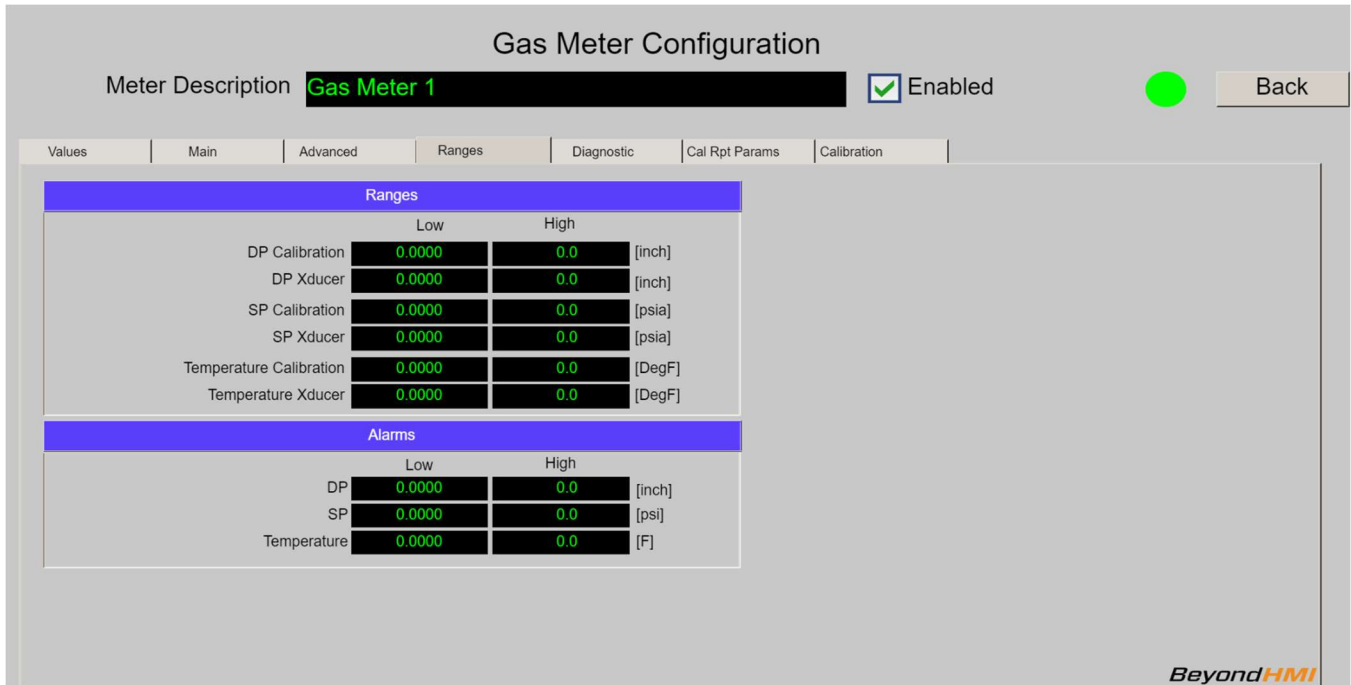 Gas Meter Configuration
Meter Description Gas Meter 1 Enabled Back
Values Main Advanced Ranges Diagnostic Cal Rpt Params Calibration
Ranges
Low High
DP Calibration 0.0000 0.0 [inch]
DP Xducer 0.0000 0.0 [inch]
SP Calibration 0.0000 0.0 [psia]
SP Xducer 0.0000 0.0 [psia]
Temperature Calibration 0.0000 0.0 [DegF]
Temperature Xducer 0.0000 0.0 [DegF]
Alarms
Low High
DP 0.0000 0.0 [inch]
SP 0.0000 0.0 [psi]
Temperature 0.0000 0.0 [F]
BeyondHMI